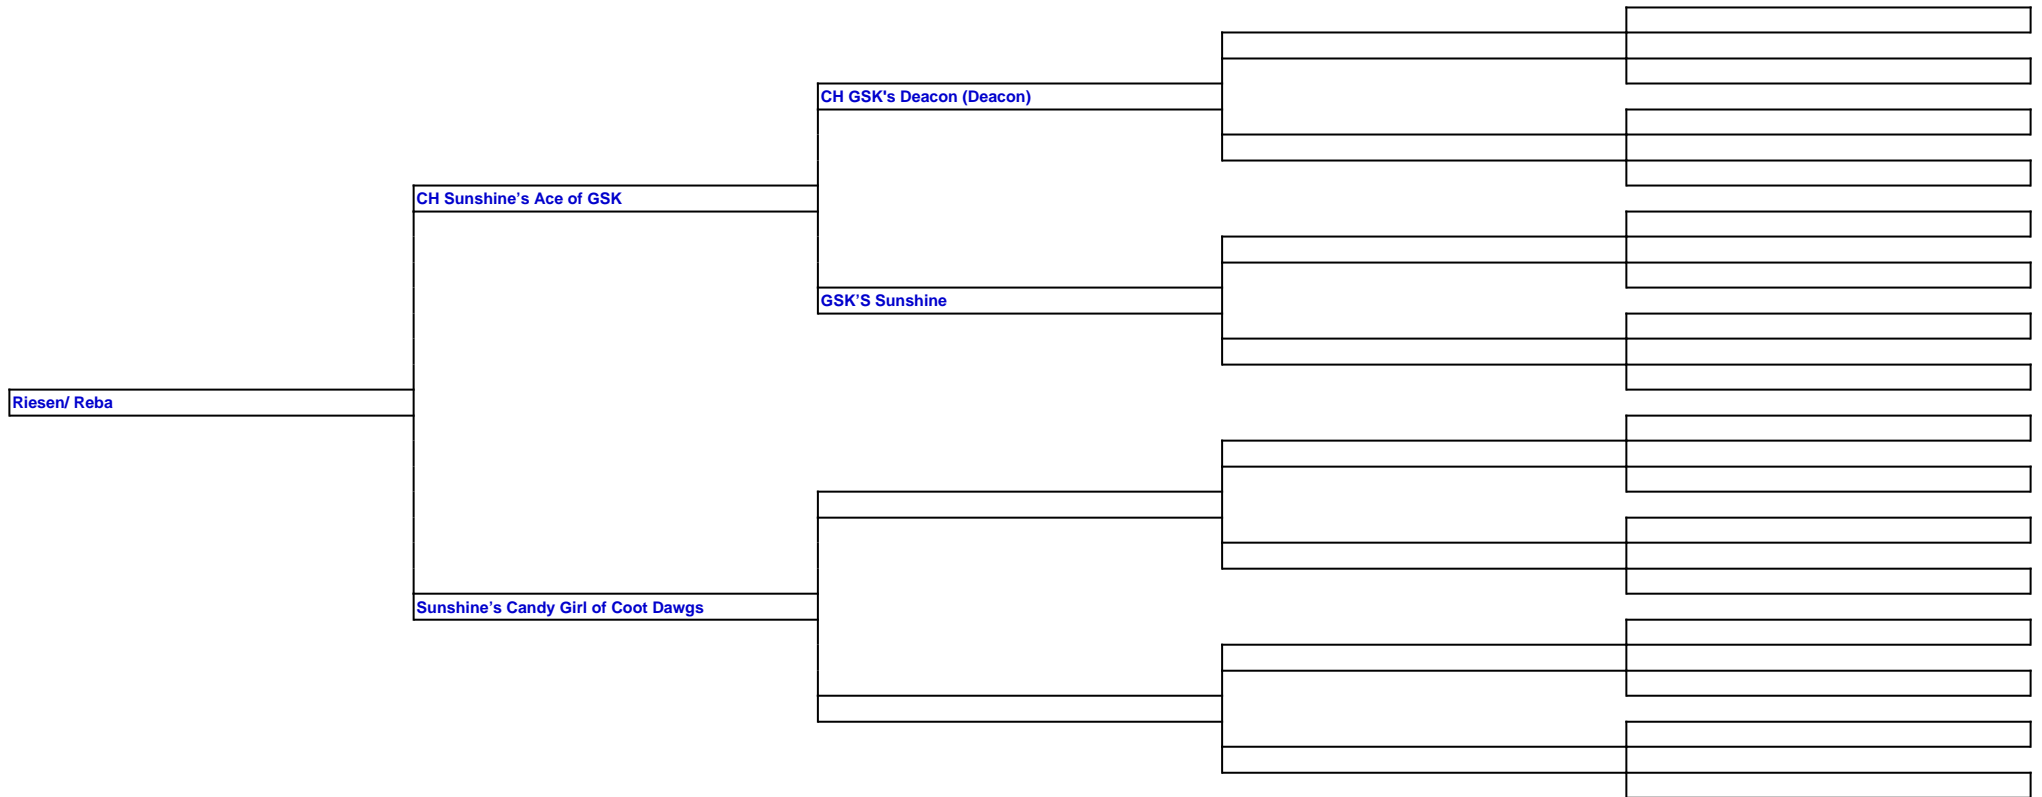 CH GSK's Deacon (Deacon)
CH Sunshine’s Ace of GSK
GSK’S Sunshine
Riesen/ Reba
Sunshine’s Candy Girl of Coot Dawgs